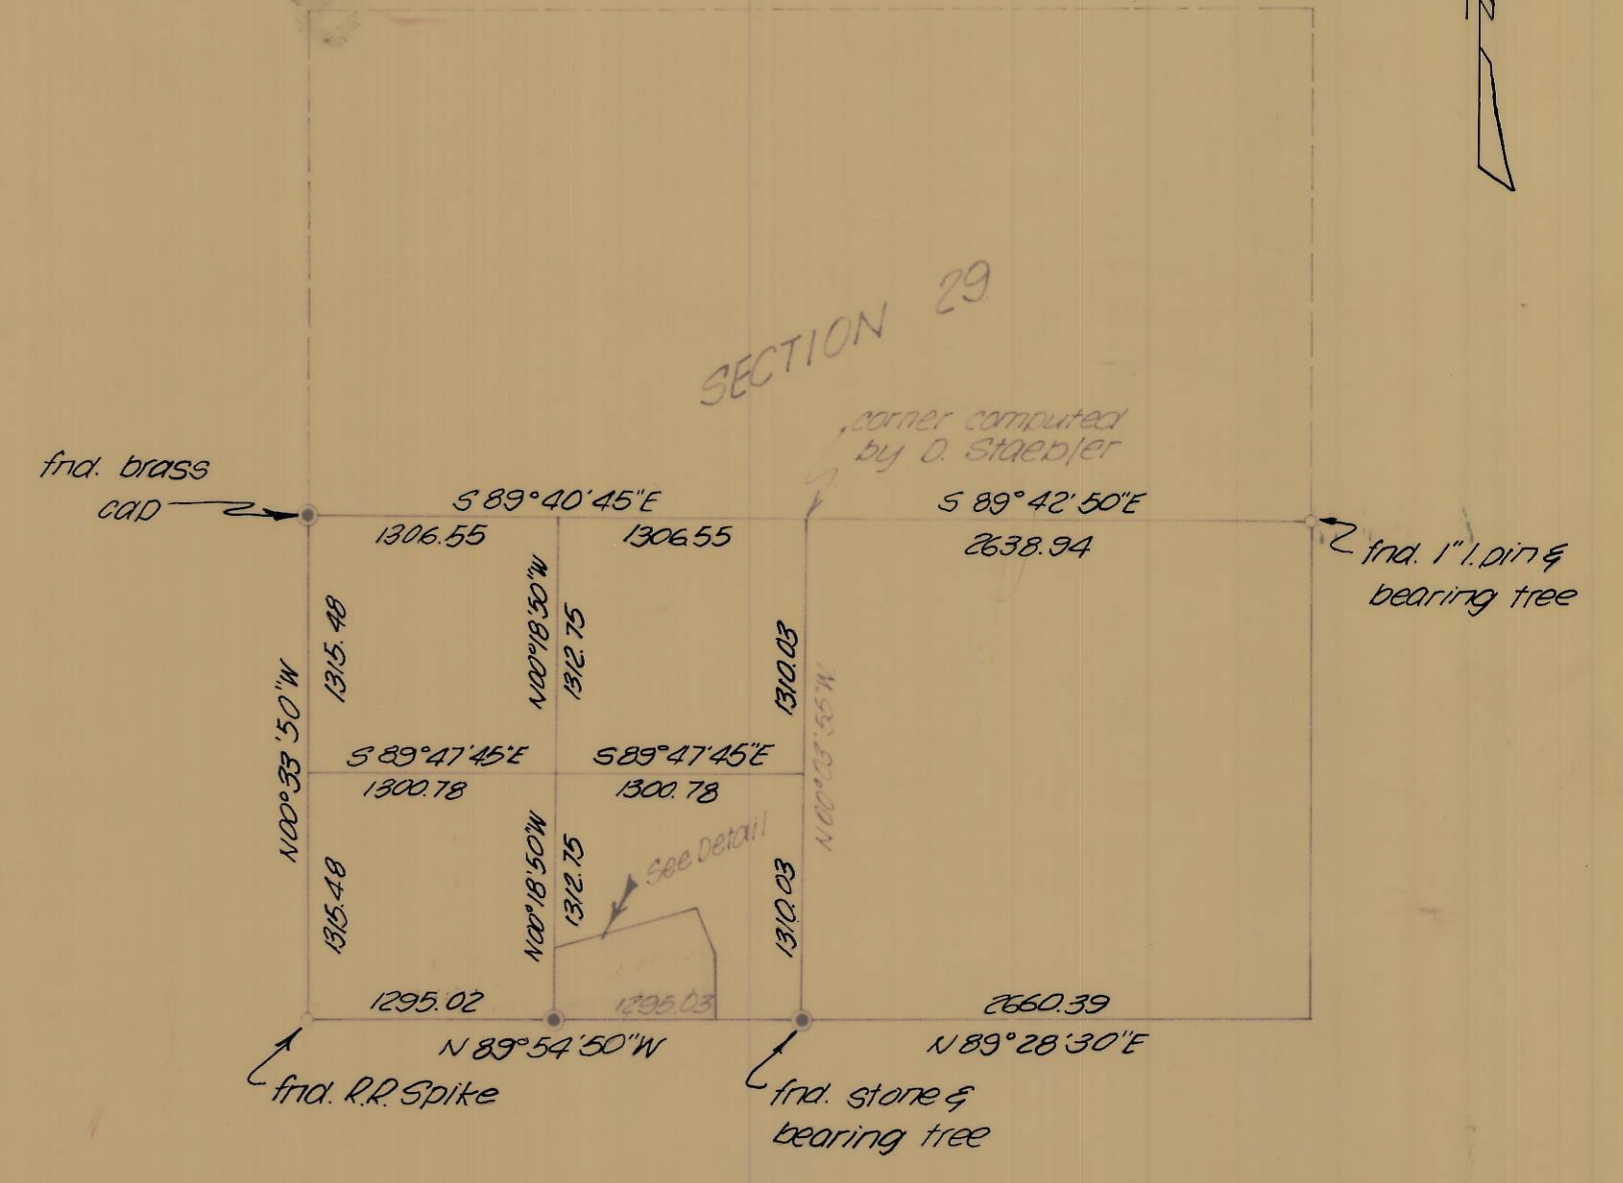 SECTION 29
corner computed
by D. Staebler
fnd. brass
cap
S 89°40'45"E
S 89°42'50"E
1306.55
1306.55
2638.94
fnd. 1" I. pin &
bearing tree
N00°33'50"W
1315.48
N00°18'50"W
1312.75
1310.03
N00°23'55"W
S 89°47'45"E
S 89°47'45"E
1300.78
1300.78
See Detail
1315.48
N00°18'50"W
1312.75
1310.03
1295.02
1295.03
2660.39
N 89°54'50"W
N 89°28'30"E
fnd. R.R. Spike
fnd. stone &
bearing tree